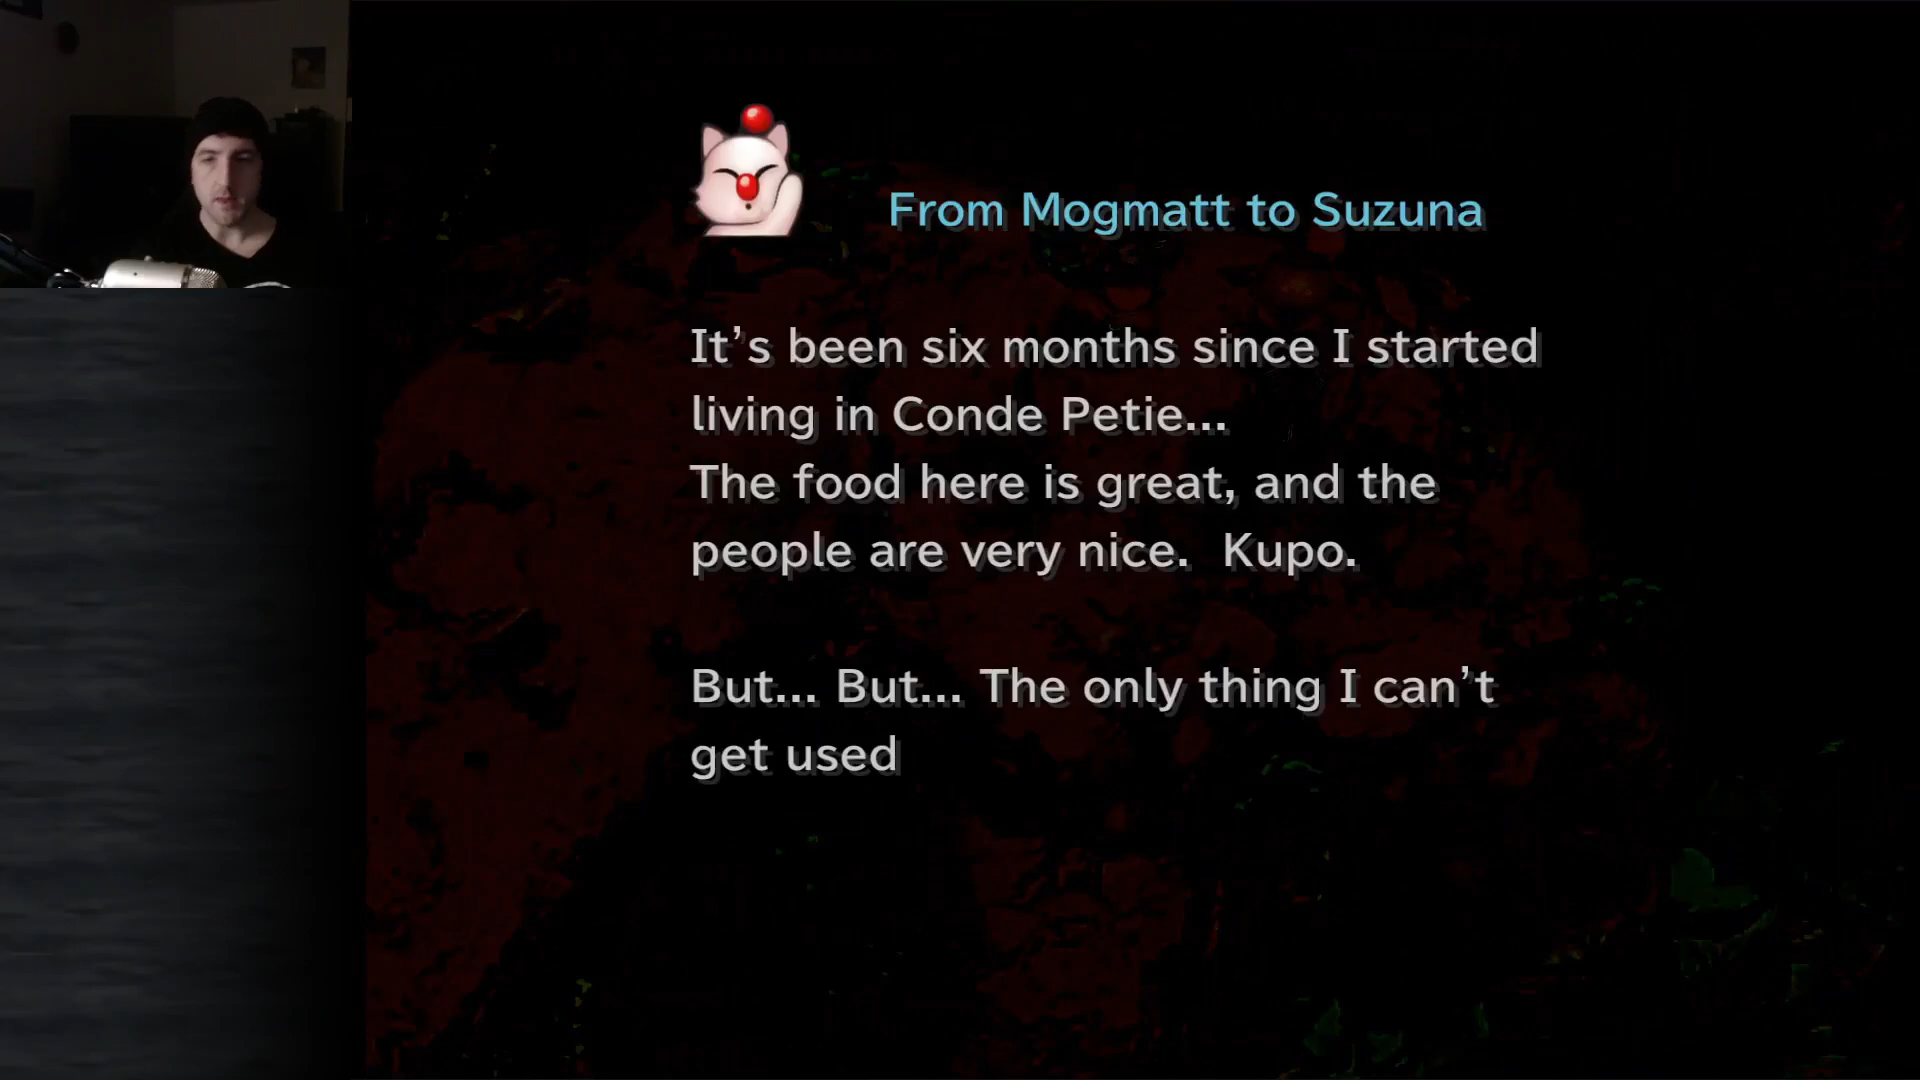 From Mogmatt to Suzuna
It’s been six months since I started
living in Conde Petie...
The food here is great, and the
people are very nice.  Kupo.
But... But... The only thing I can’t
get used